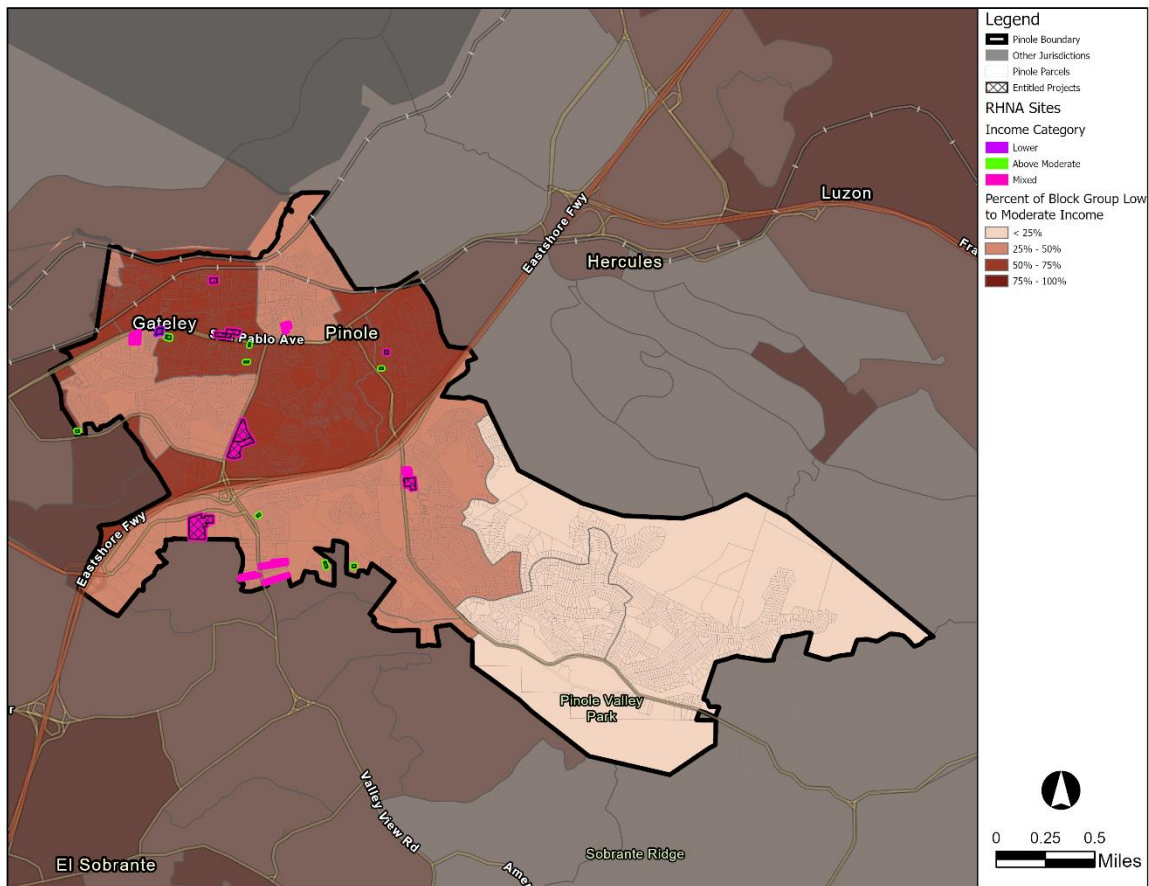 Luzon
Hercules
Eastshore Fwy
Gateley
Pablo Ave
Pinole
Eastshore Fwy
Pinole Valley
Park
Valley View Rd
Sobrante Ridge
El Sobrante
Fra
Ame
r
Legend
Pinole Boundary
Other Jurisdictions
Pinole Parcels
Entitled Projects
RHNA Sites
Income Category
Lower
Above Moderate
Mixed
Percent of Block Group Low
to Moderate Income
< 25%
25% - 50%
50% - 75%
75% - 100%
0 0.25 0.5
Miles